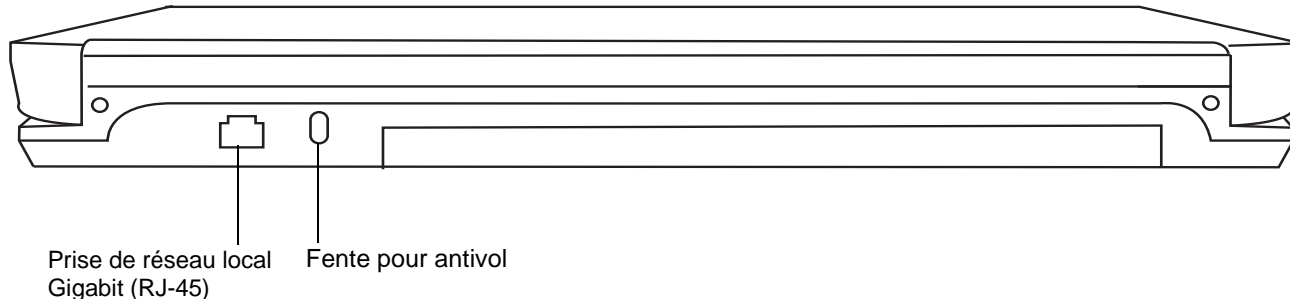 Prise de réseau local
Gigabit (RJ-45)
Fente pour antivol